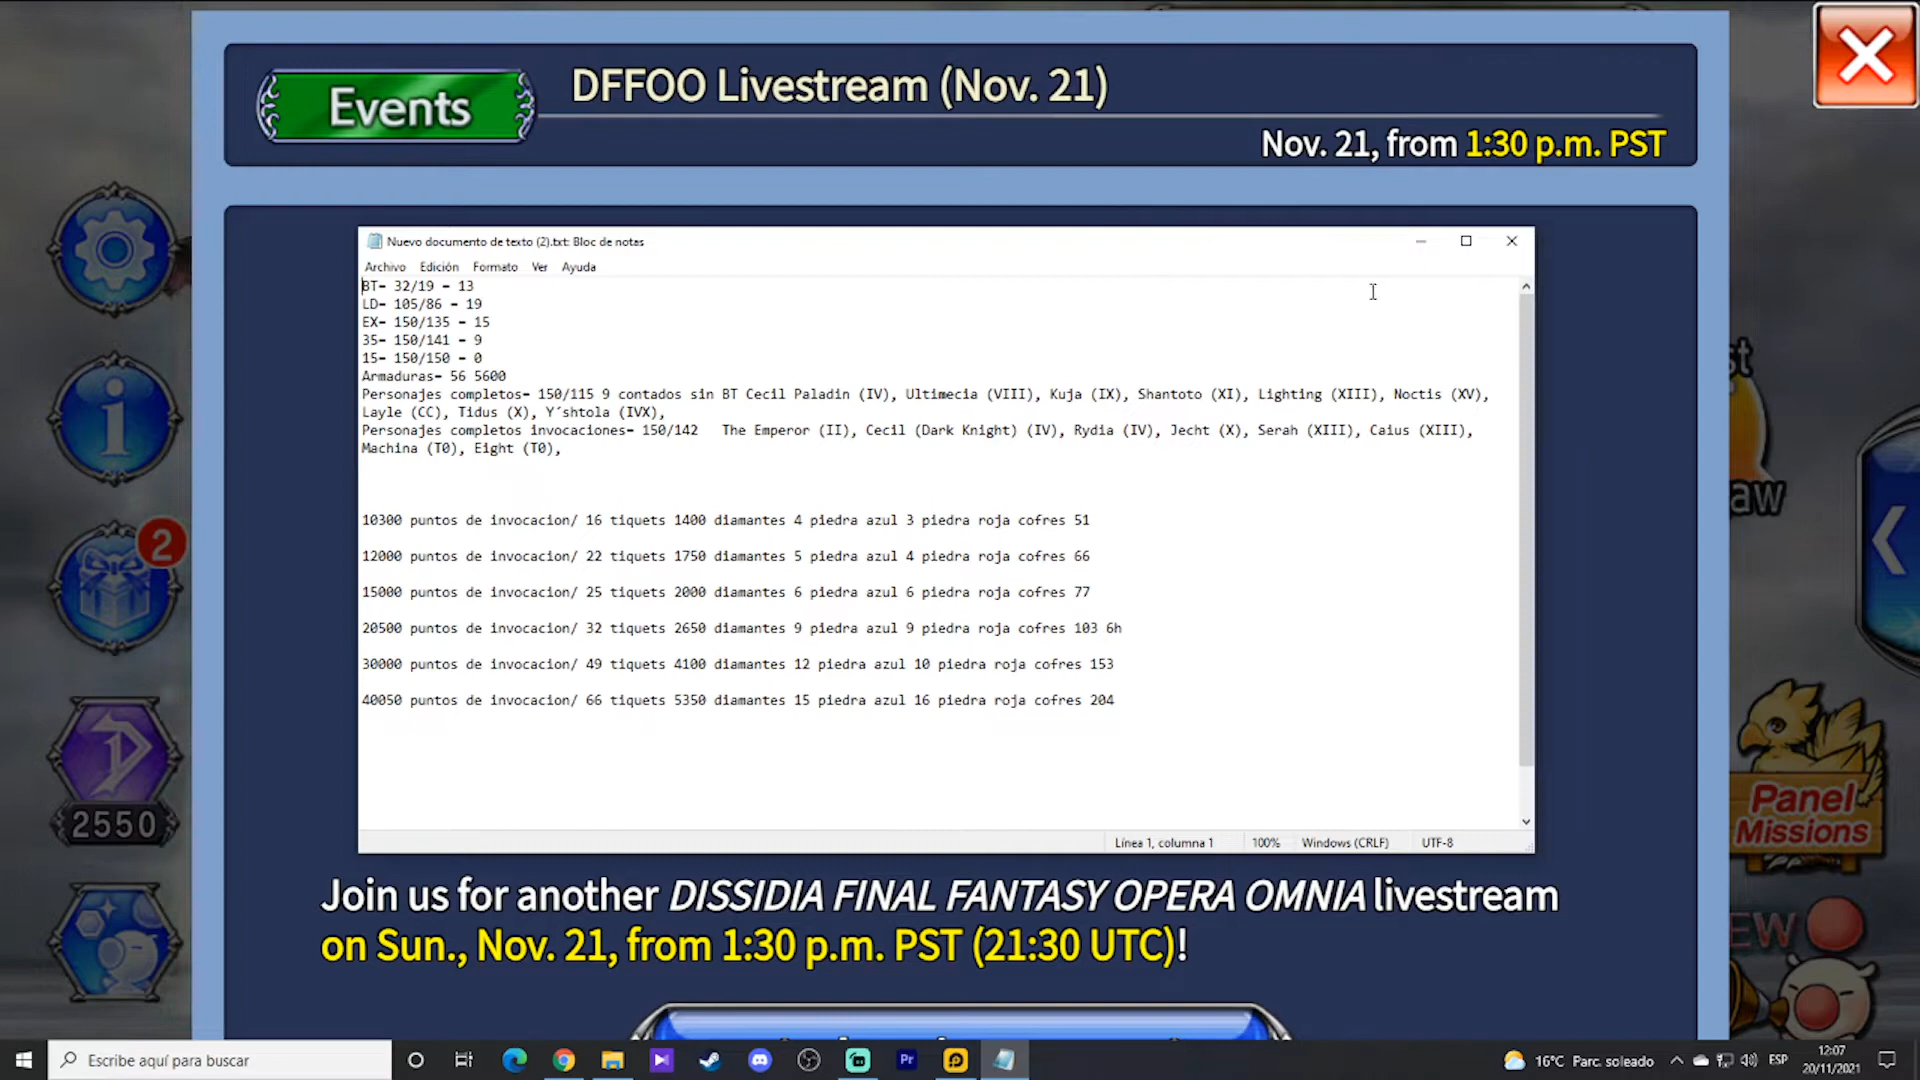 Events
DFFOO Livestream (Nov. 21)
Nov. 21, from 1:30 p.m. PST
Nuevo documento de texto (2).txt: Bloc de notas
Archivo Edición Formato Ver Ayuda
BT- 32/19 - 13
LD- 105/86 - 19
EX- 150/135 - 15
35- 150/141 - 9
15- 150/150 - 0
Armaduras- 56 5600
Personajes completos- 150/115 9 contados sin BT Cecil Paladin (IV), Ultimecia (VIII), Kuja (IX), Shantoto (XI), Lighting (XIII), Noctis (XV),
Layle (CC), Tidus (X), Y´shtola (IVX),
Personajes completos invocaciones- 150/142 The Emperor (II), Cecil (Dark Knight) (IV), Rydia (IV), Jecht (X), Serah (XIII), Caius (XIII),
Machina (T0), Eight (T0),
10300 puntos de invocacion/ 16 tiquets 1400 diamantes 4 piedra azul 3 piedra roja cofres 51
12000 puntos de invocacion/ 22 tiquets 1750 diamantes 5 piedra azul 4 piedra roja cofres 66
15000 puntos de invocacion/ 25 tiquets 2000 diamantes 6 piedra azul 6 piedra roja cofres 77
20500 puntos de invocacion/ 32 tiquets 2650 diamantes 9 piedra azul 9 piedra roja cofres 103 6h
30000 puntos de invocacion/ 49 tiquets 4100 diamantes 12 piedra azul 10 piedra roja cofres 153
40050 puntos de invocacion/ 66 tiquets 5350 diamantes 15 piedra azul 16 piedra roja cofres 204
Línea 1, columna 1 100% Windows (CRLF) UTF-8
2
2550
Panel
Missions
Join us for another DISSIDIA FINAL FANTASY OPERA OMNIA livestream
on Sun., Nov. 21, from 1:30 p.m. PST (21:30 UTC)!
Escribe aquí para buscar
Pr
16°C Parc. soleado
ESP
12:07
20/11/2021